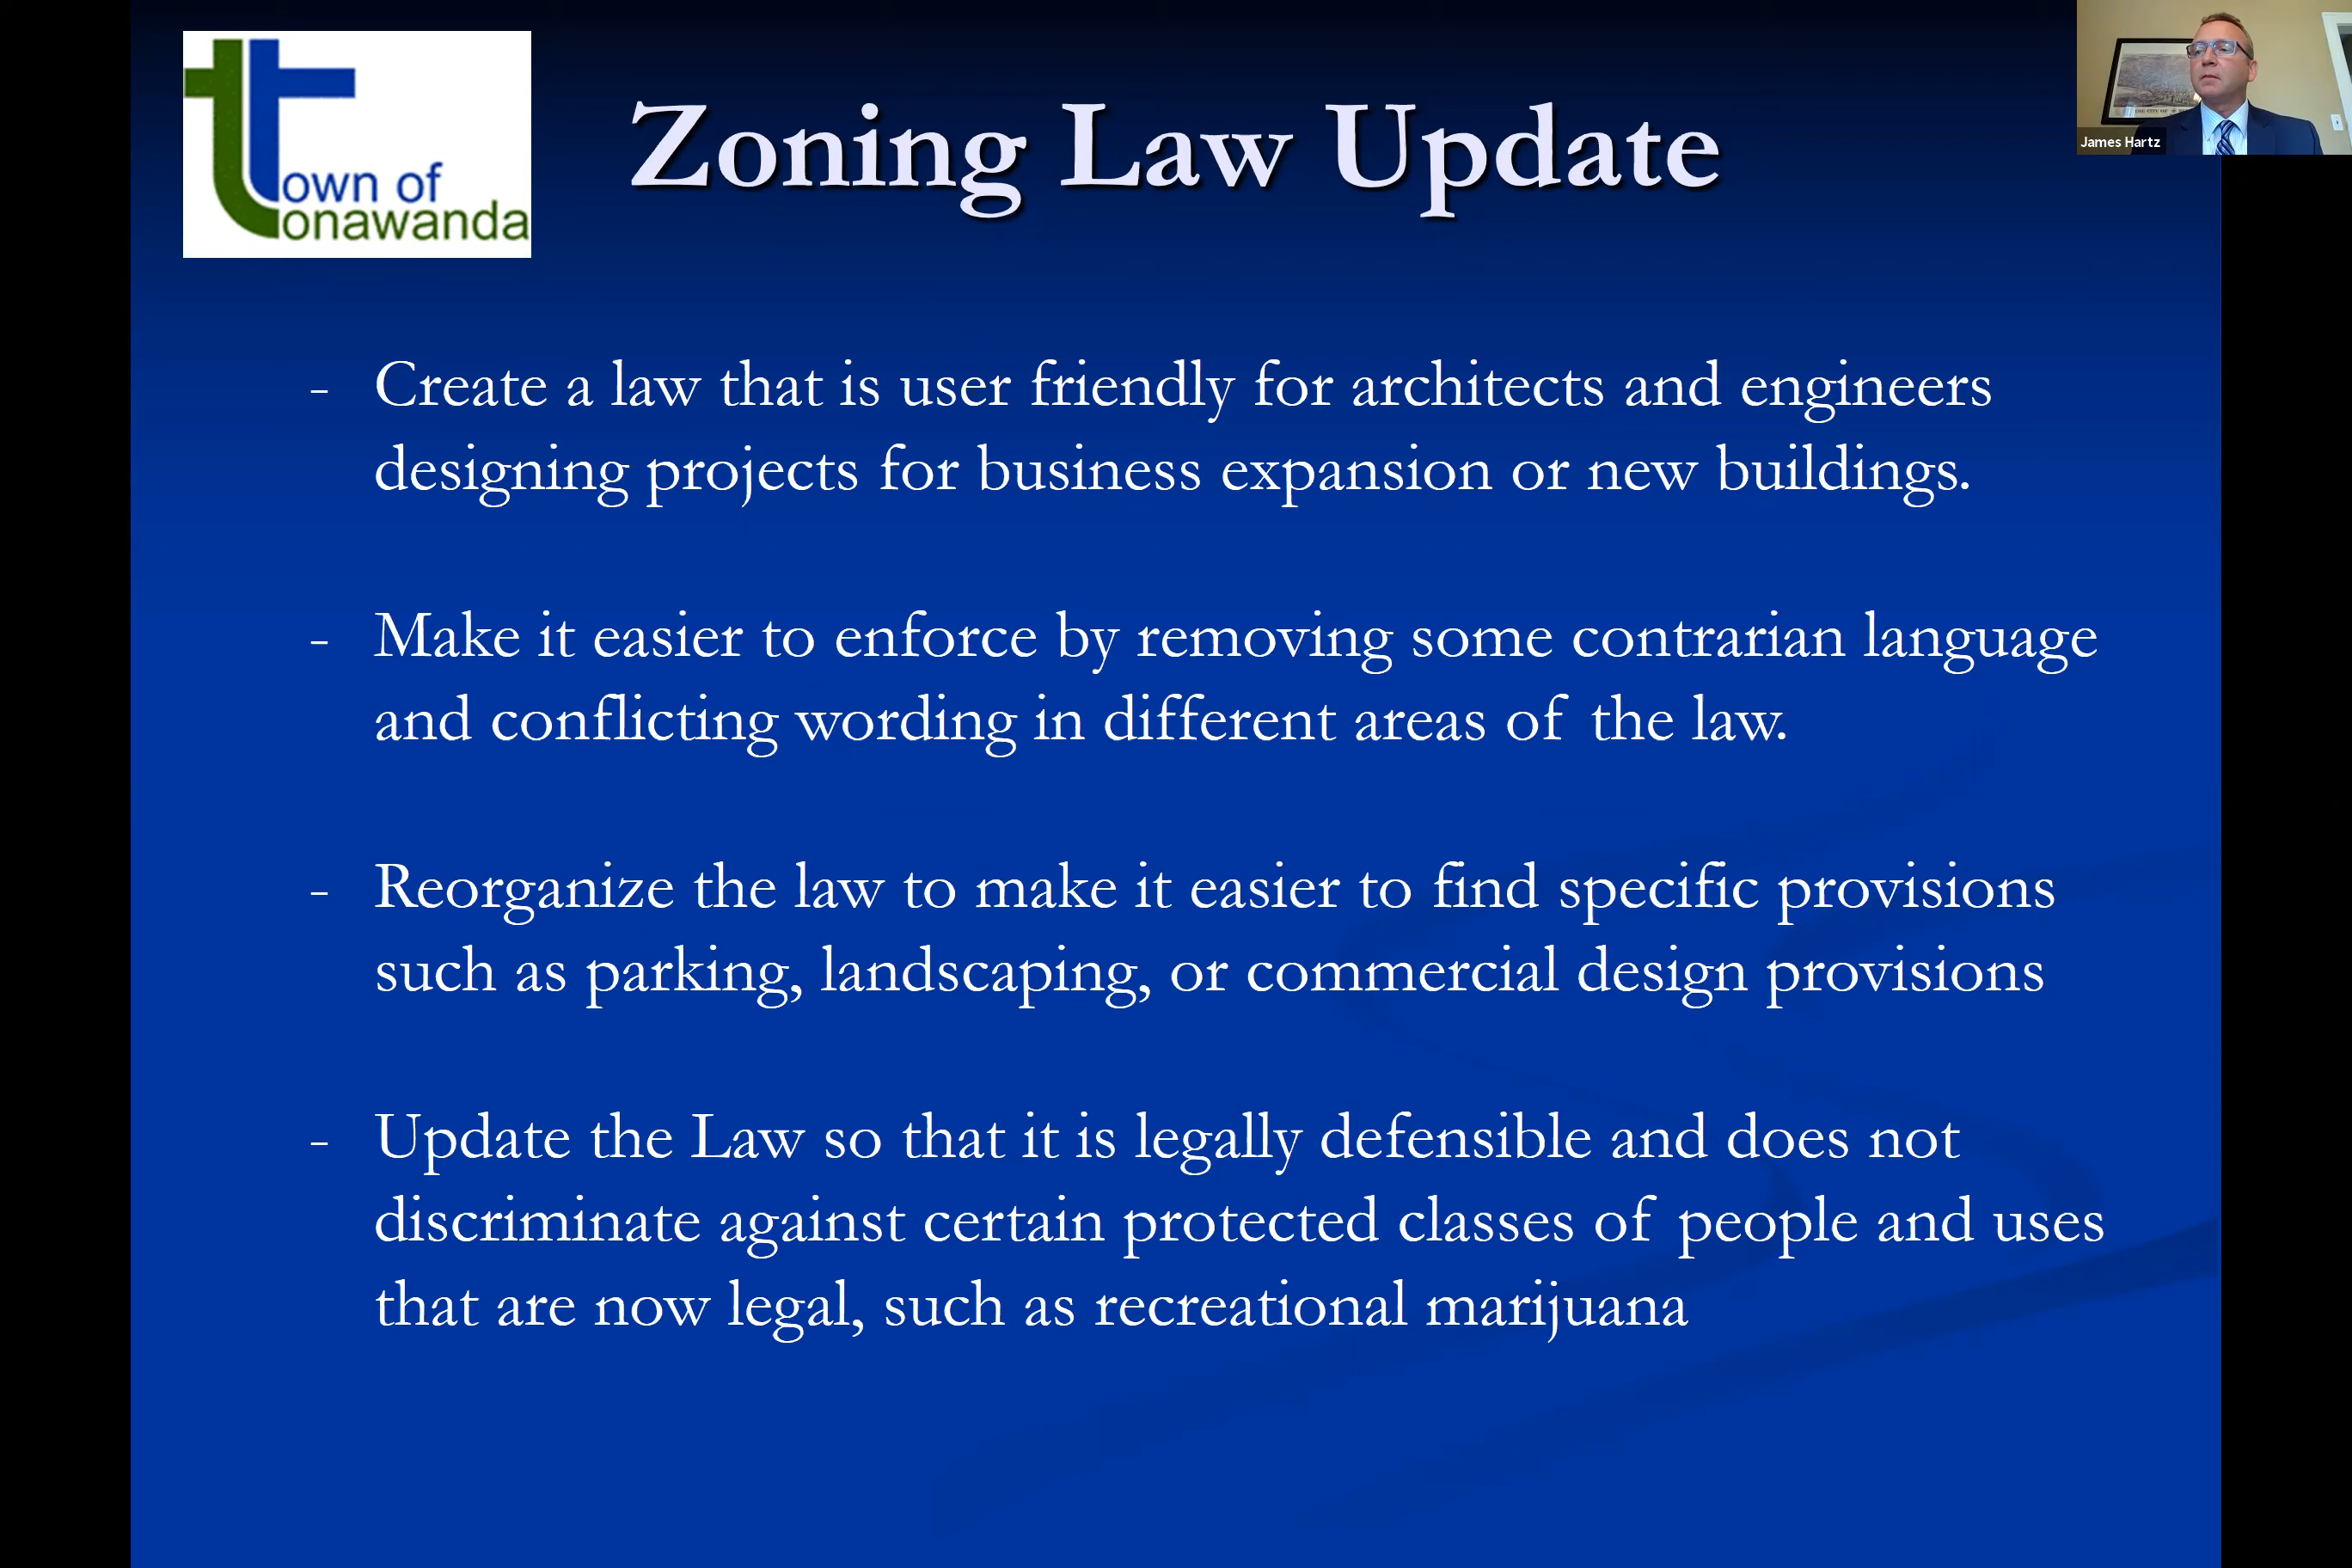 Town of
Tonawanda
Zoning Law Update
James Hartz
- Create a law that is user friendly for architects and engineers
designing projects for business expansion or new buildings.
- Make it easier to enforce by removing some contrarian language
and conflicting wording in different areas of the law.
- Reorganize the law to make it easier to find specific provisions
such as parking, landscaping, or commercial design provisions
- Update the Law so that it is legally defensible and does not
discriminate against certain protected classes of people and uses
that are now legal, such as recreational marijuana